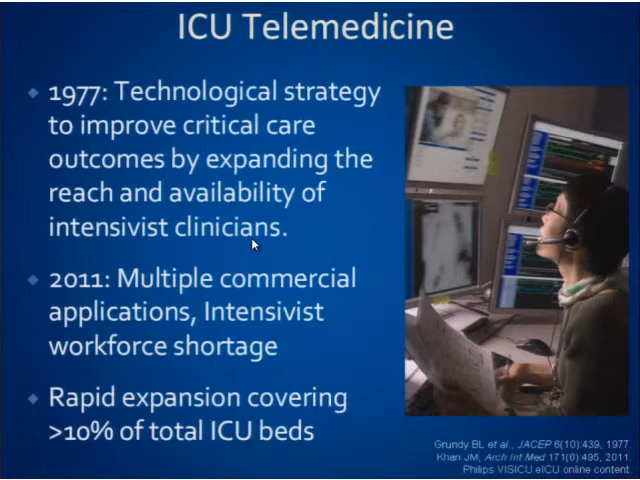 ICU Telemedicine
1977: Technological strategy
to improve critical care
outcomes by expanding the
reach and availability of
intensivist clinicians.
2011: Multiple commercial
applications, Intensivist
workforce shortage
Rapid expansion covering
>10% of total ICU beds
Grundy BL et al., JACEP 6(10):439, 1977.
Khan JM, Arch Int Med 171(6):495, 2011
Philips VISICU eICU online content.